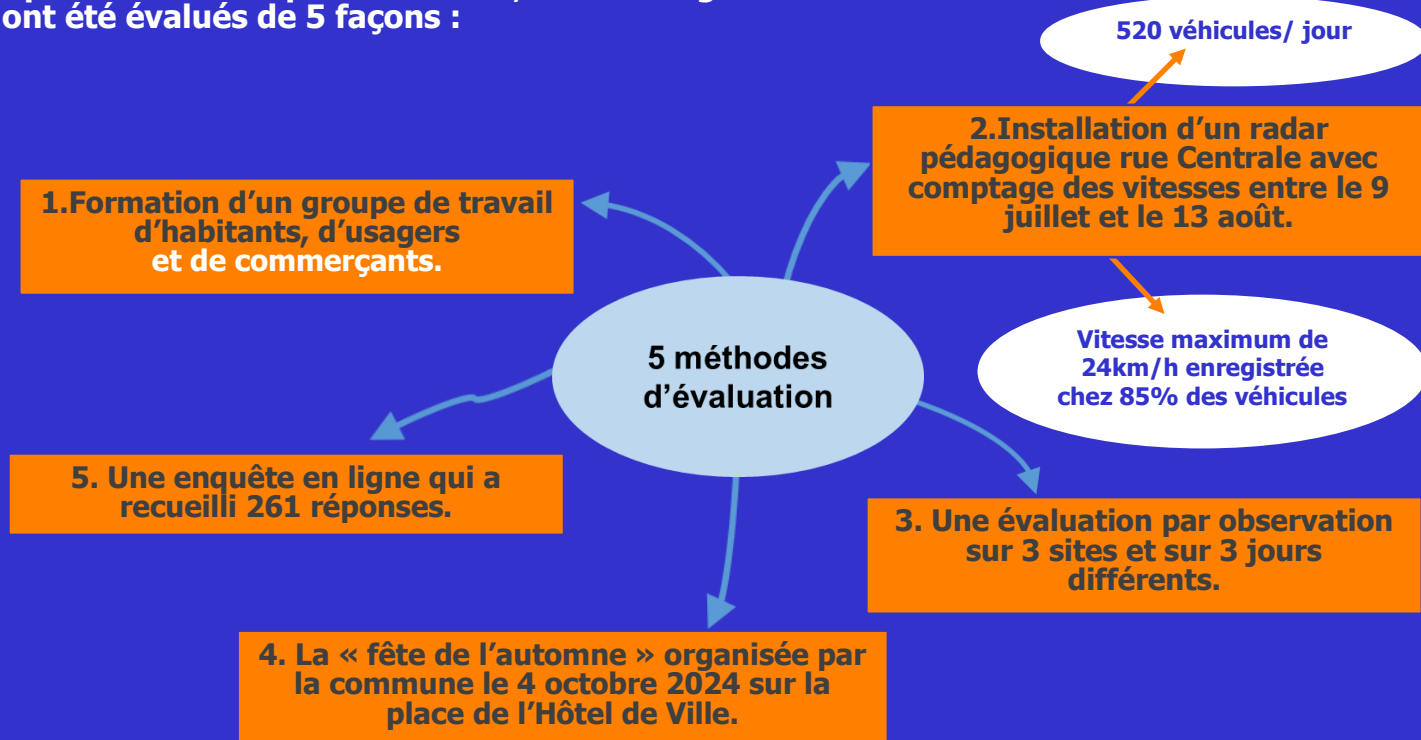 ont été évalués de 5 façons :
520 véhicules/ jour
2.Installation d’un radar
pédagogique rue Centrale avec
comptage des vitesses entre le 9
juillet et le 13 août.
1.Formation d’un groupe de travail
d’habitants, d’usagers
et de commerçants.
5 méthodes
d’évaluation
Vitesse maximum de
24km/h enregistrée
chez 85% des véhicules
5. Une enquête en ligne qui a
recueilli 261 réponses.
3. Une évaluation par observation
sur 3 sites et sur 3 jours
différents.
4. La « fête de l’automne » organisée par
la commune le 4 octobre 2024 sur la
place de l’Hôtel de Ville.